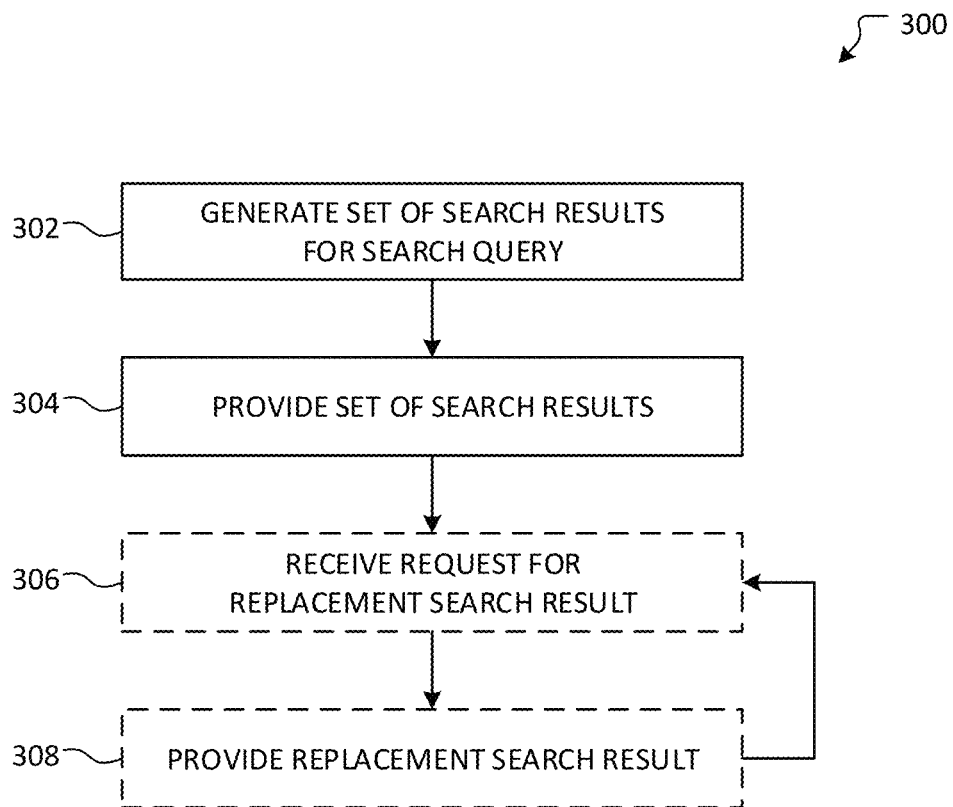 300
302
GENERATE SET OF SEARCH RESULTS
FOR SEARCH QUERY
304
PROVIDE SET OF SEARCH RESULTS
306
RECEIVE REQUEST FOR
REPLACEMENT SEARCH RESULT
308
PROVIDE REPLACEMENT SEARCH RESULT